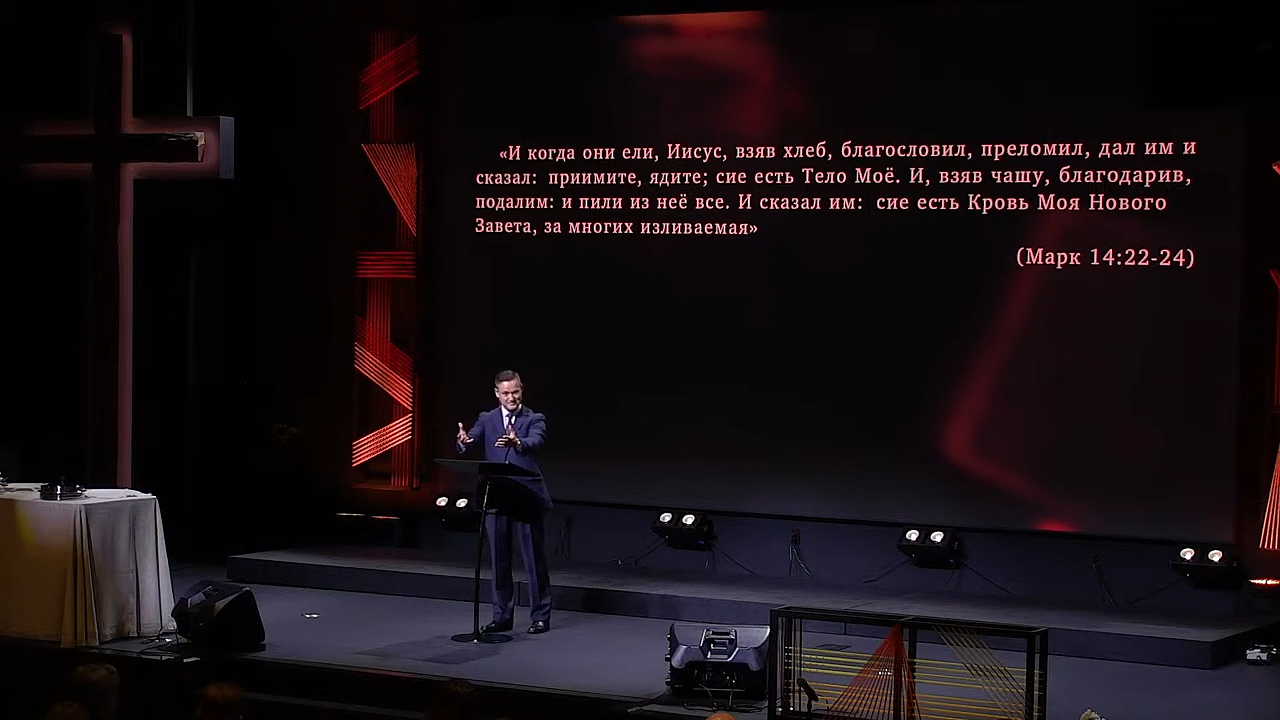 «И когда они ели, Иисус, взяв хлеб, благословил, преломил, дал им и
сказал: приимите, ядите; сие есть Тело Моё. И, взяв чашу, благодарив,
подалим: и пили из неё все. И сказал им: сие есть Кровь Моя Нового
Завета, за многих изливаемая»
(Марк 14:22-24)